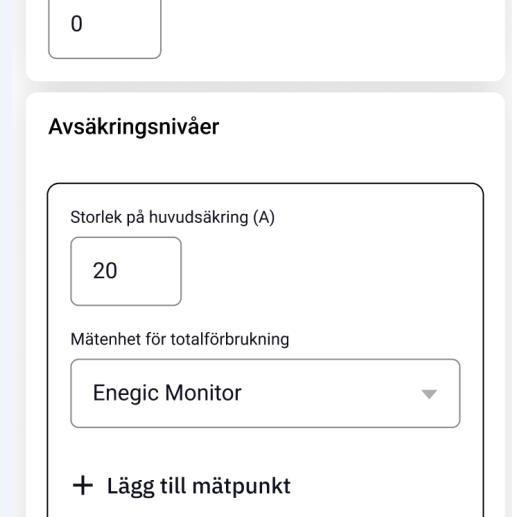 0
Avsäkringsnivåer
Storlek på huvudsäkring (A)
20
Mätenhet för totalförbrukning
Enegic Monitor
+ Lägg till mätpunkt